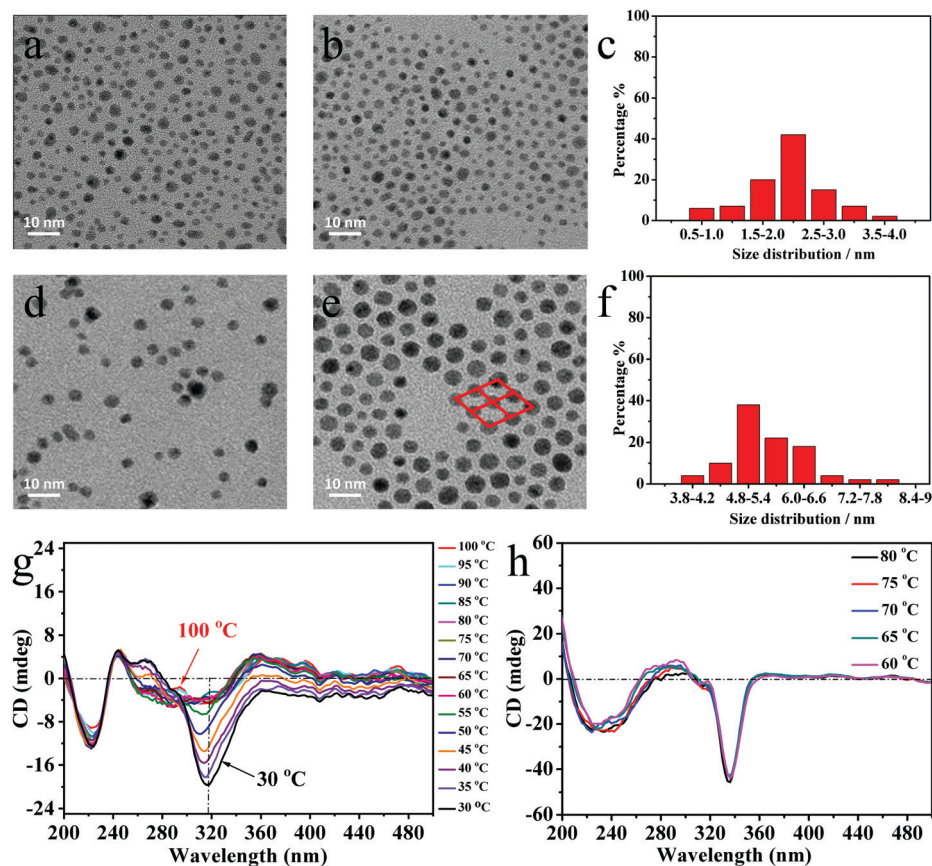 a
10 nm
b
10 nm
c
100
80
60
40
20
0
Percentage %
0.5-1.0 1.5-2.0 2.5-3.0 3.5-4.0
Size distribution / nm
d
10 nm
e
10 nm
f
100
80
60
40
20
0
Percentage %
3.8-4.2 4.8-5.4 6.0-6.6 7.2-7.8 8.4-9
Size distribution / nm
g
24
16
8
0
-8
-16
-24
CD (mdeg)
100 °C
30 °C
200 240 280 320 360 400 440 480
Wavelength (nm)
100 °C
95 °C
90 °C
85 °C
80 °C
75 °C
70 °C
65 °C
60 °C
55 °C
50 °C
45 °C
40 °C
35 °C
30 °C
h
60
40
20
0
-20
-40
-60
CD (mdeg)
80 °C
75 °C
70 °C
65 °C
60 °C
200 240 280 320 360 400 440 480
Wavelength (nm)